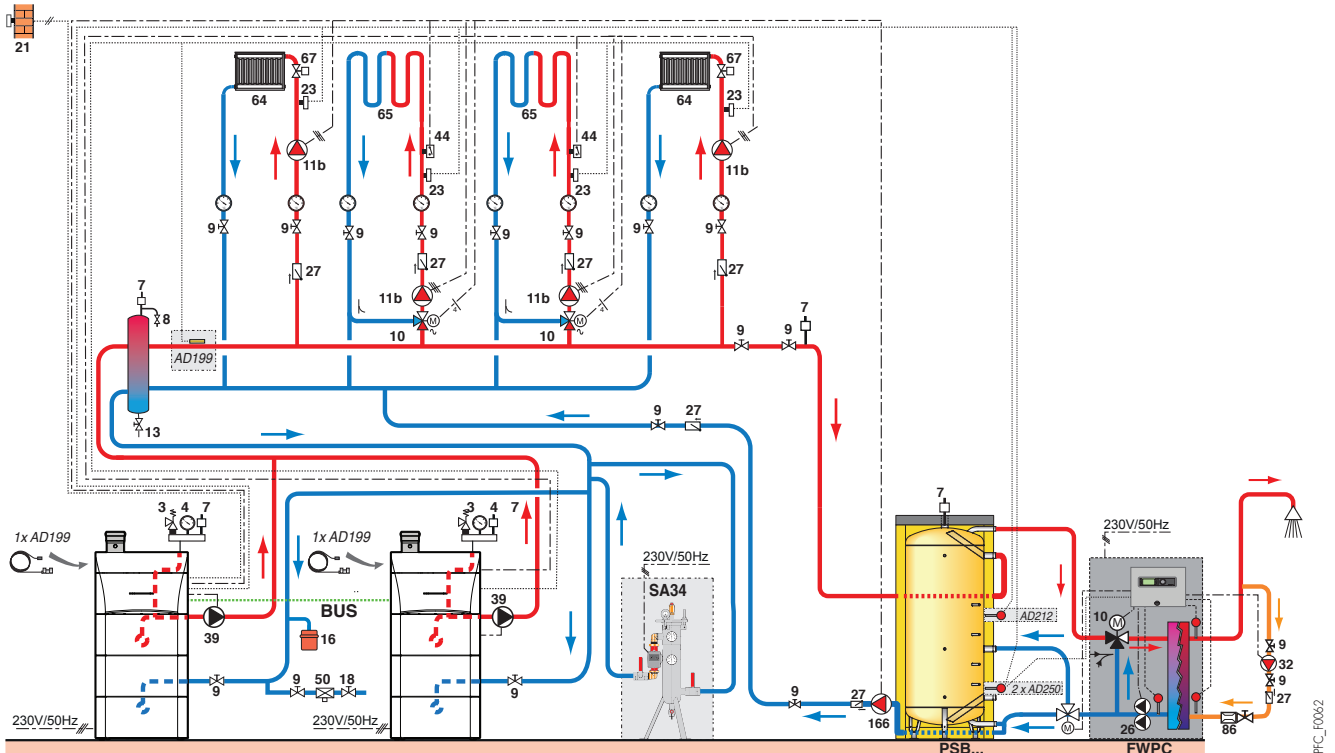 21
67
67
23
23
64
65
65
64
44
44
11b
11b
23
23
9
9
9
9
9
9
9
9
27
27
27
27
11b
11b
M
M
10
10
7
8
7
9
9
AD199
13
9
27
3
4
7
3
4
7
7
1x AD199
1x AD199
230V/50Hz
230V/50Hz
SA34
BUS
39
39
16
AD212
10
M
9
32
9
27
9
9
50
18
9
9
27
166
2 x AD250
M
26
86
230V/50Hz
230V/50Hz
PSB...
FWPC
PFC_F0062